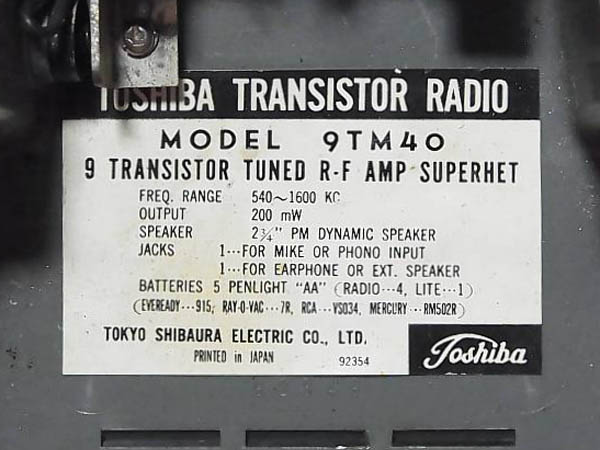 TOSHIBA TRANSISTOR RADIO
MODEL 9TM40
9 TRANSISTOR TUNED R-F AMP SUPERHET
FREQ. RANGE 540~1600 KC
OUTPUT 200 mW
SPEAKER 2¾" PM DYNAMIC SPEAKER
JACKS 1···FOR MIKE OR PHONO INPUT
1···FOR EARPHONE OR EXT. SPEAKER
BATTERIES 5 PENLIGHT "AA" (RADIO···4, LITE···1)
(EVEREADY···915, RAY-O-VAC···7R, RCA···VS034, MERCURY···RM502R)
TOKYO SHIBAURA ELECTRIC CO., LTD.
PRINTED in JAPAN 92354
Toshiba